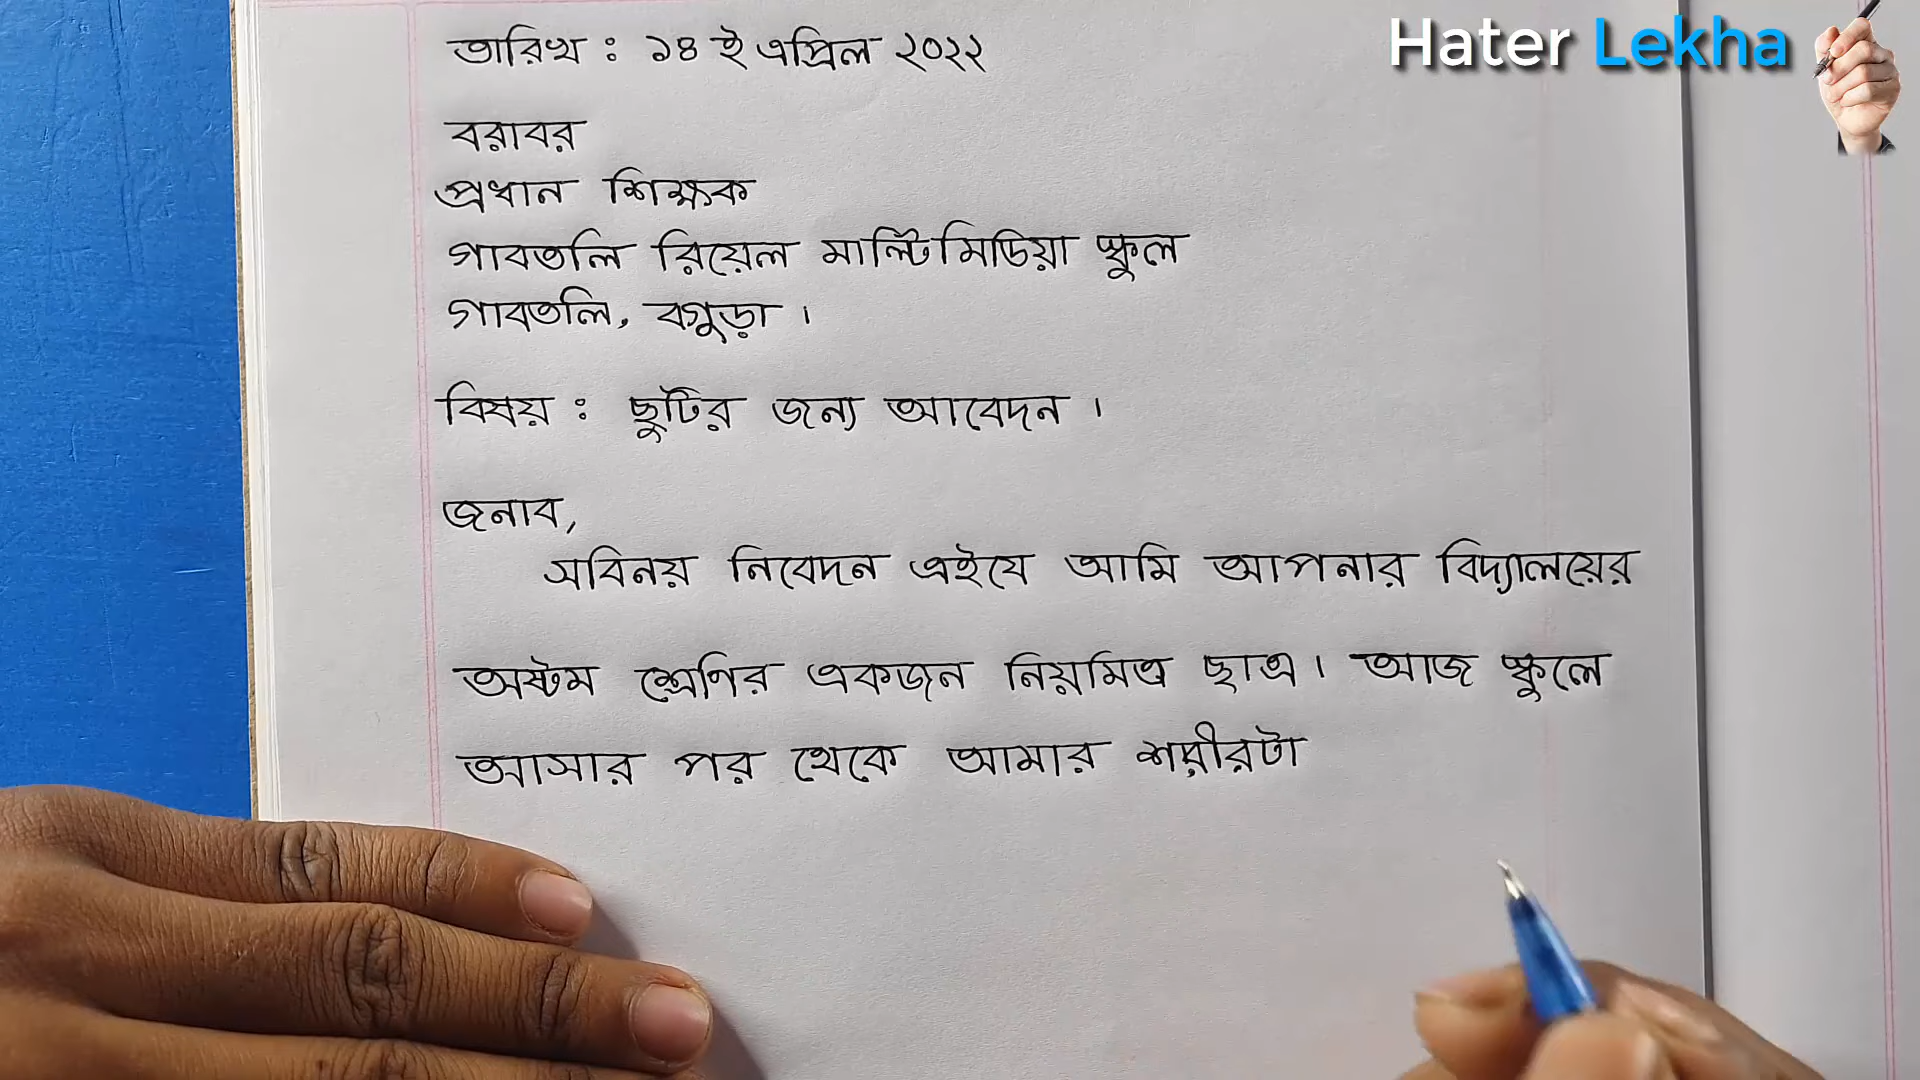 Hater Lekha
তারিখ : ১৪ ই এপ্রিল ২০২২
বরাবর
প্রধান শিক্ষক
গাবতলি রিয়েল মাল্টিমিডিয়া স্কুল
গাবতলি, বগুড়া ।
বিষয় : ছুটির জন্য আবেদন ।
জনাব,
সবিনয় নিবেদন এইযে আমি আপনার বিদ্যালয়ের
অষ্টম শ্রেণির একজন নিয়মিত ছাত্র । আজ স্কুলে
আসার পর থেকে আমার শরীরটা